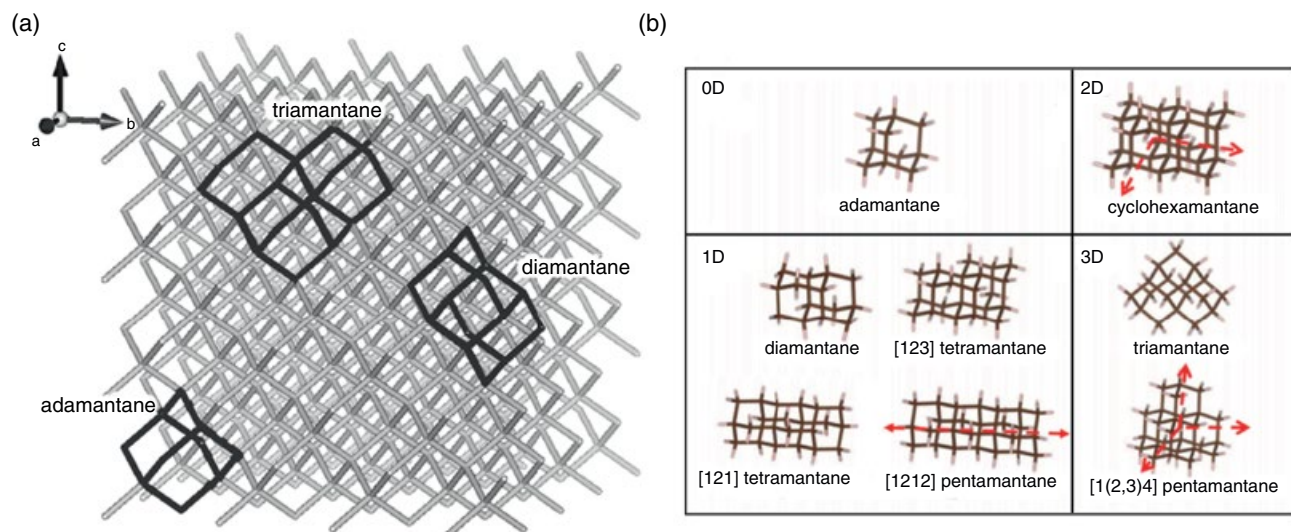 (a)
c
b
a
triamantane
diamantane
adamantane
(b)
0D
adamantane
2D
cyclohexamantane
1D
diamantane
[123] tetramantane
[121] tetramantane
[1212] pentamantane
3D
triamantane
[1(2,3)4] pentamantane